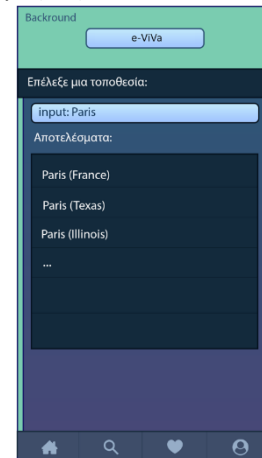 Backround
e-ViVa
Επέλεξε μια τοποθεσία:
input: Paris
Αποτελέσματα:
Paris (France)
Paris (Texas)
Paris (Illinois)
...